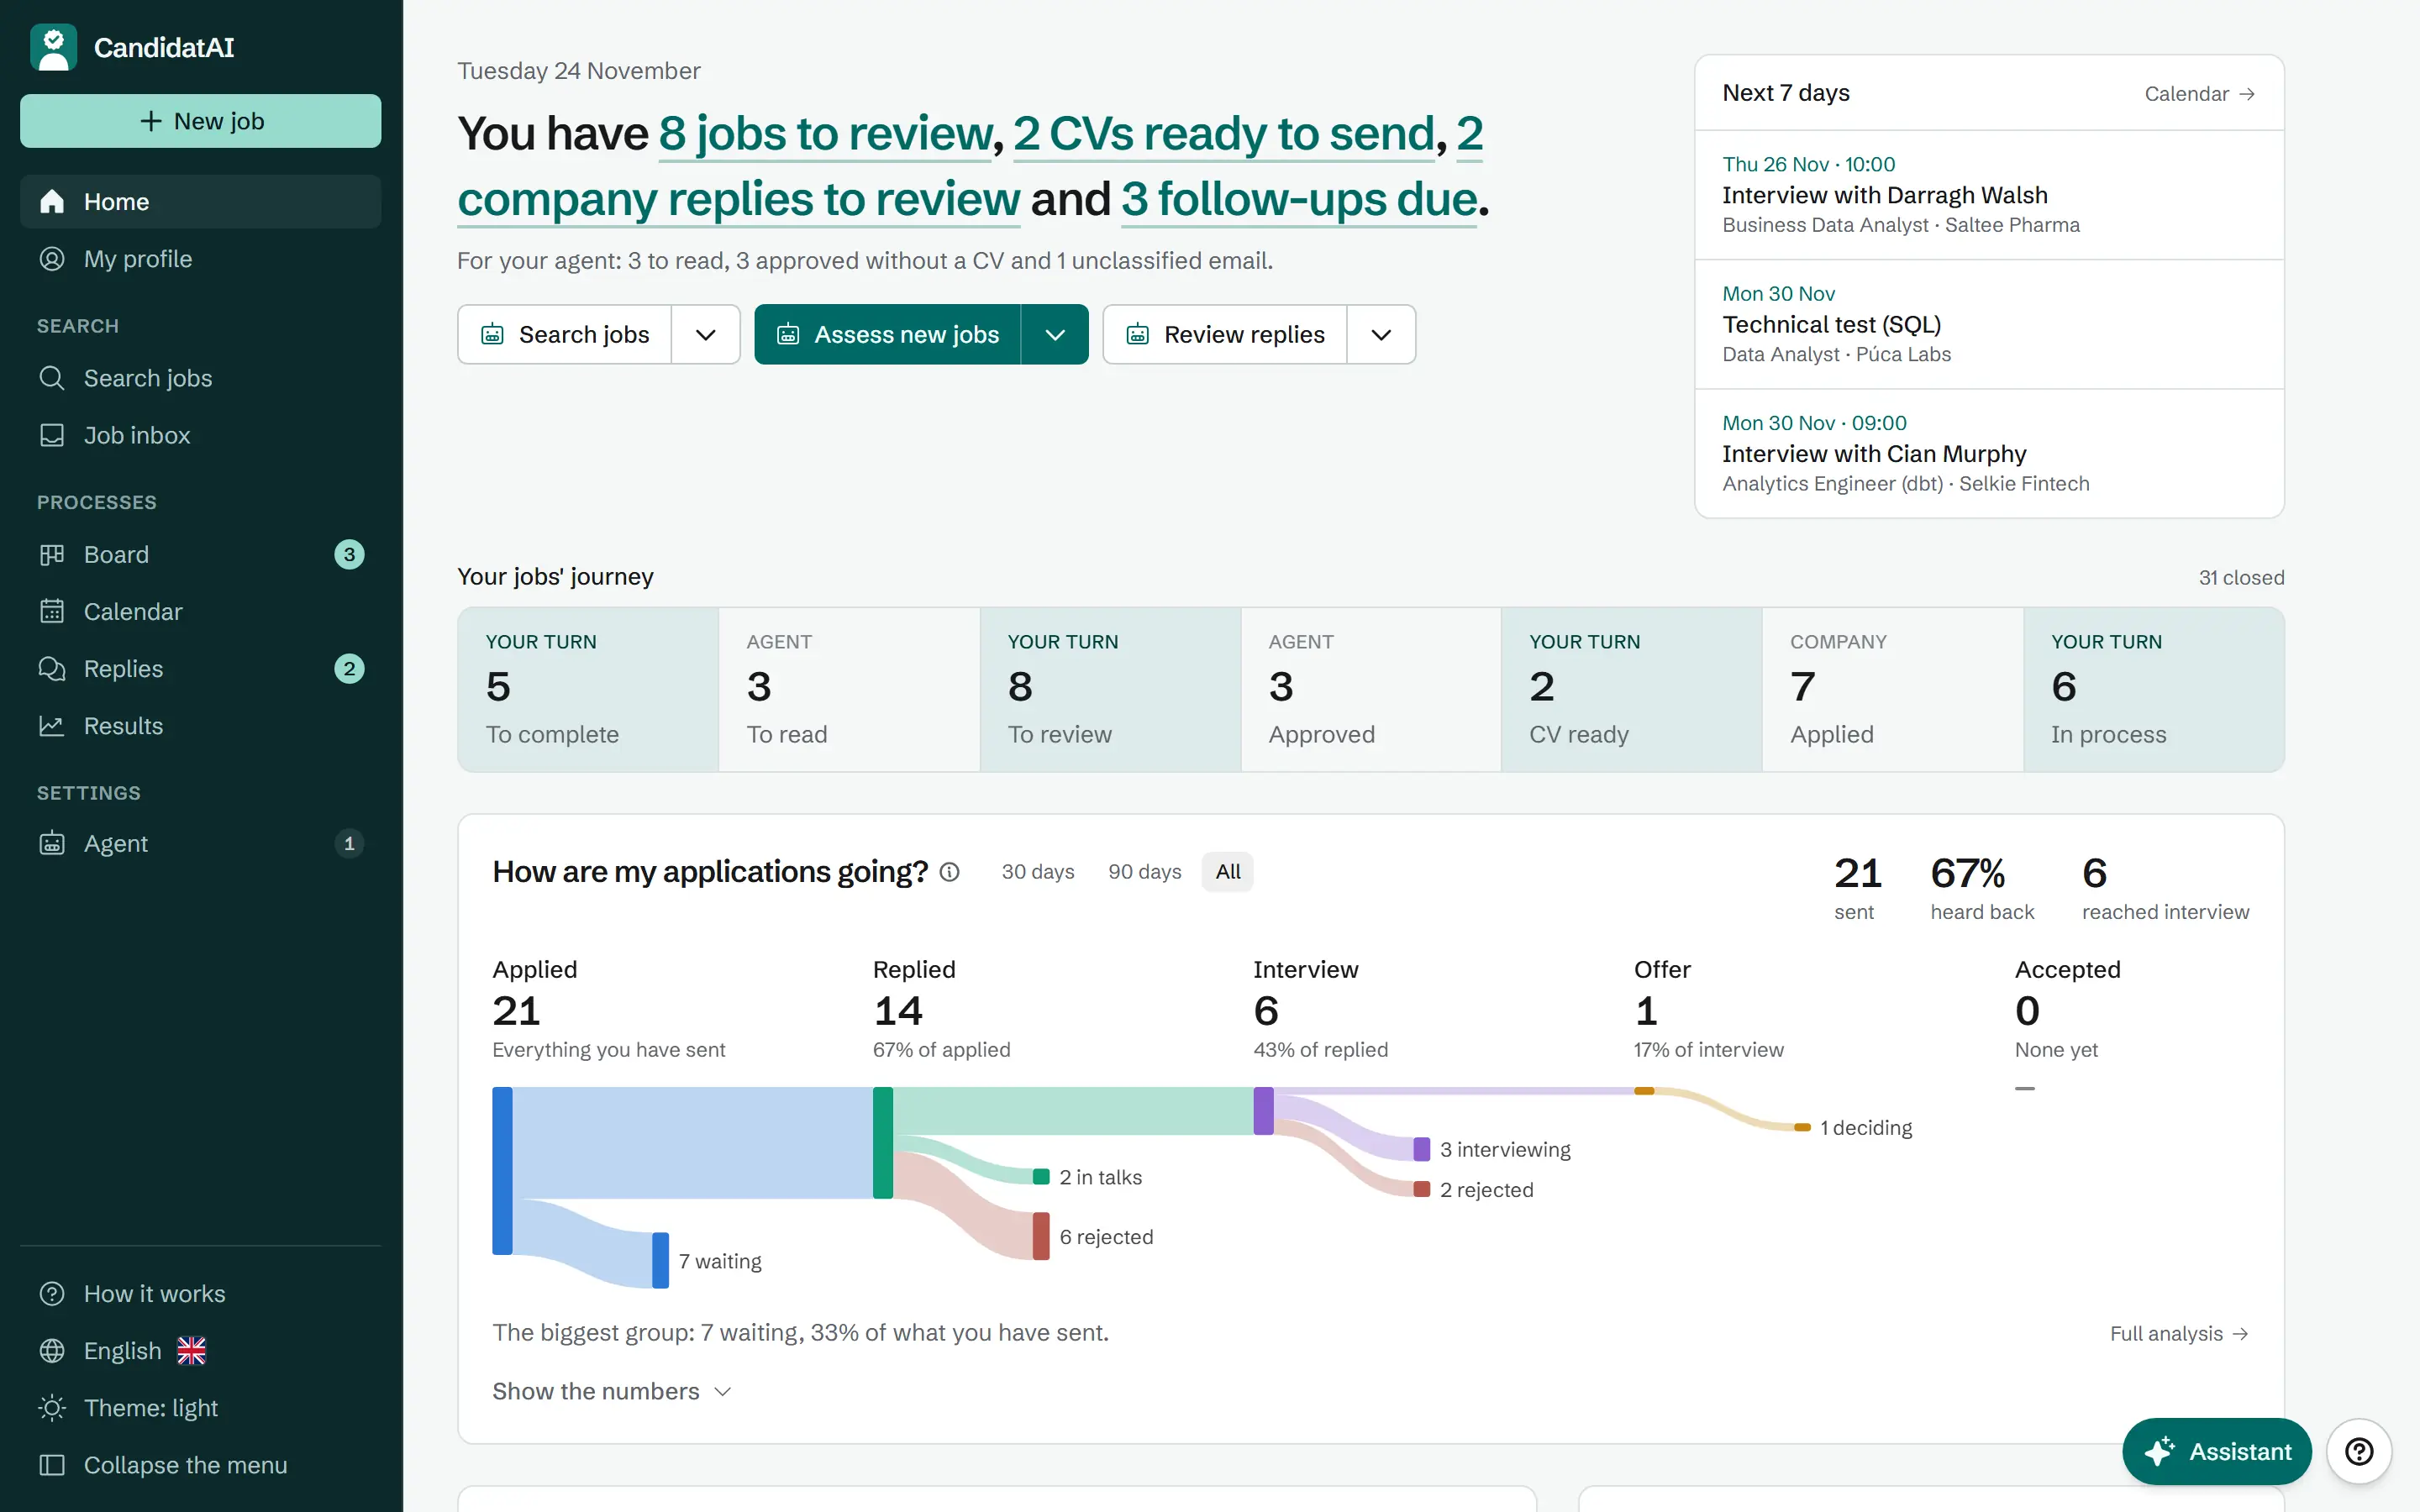 CandidatAI
+ New job
Home
My profile
SEARCH
Search jobs
Job inbox
PROCESSES
Board 3
Calendar
Replies 2
Results
SETTINGS
Agent 1
How it works
English
Theme: light
Collapse the menu
Tuesday 24 November
You have 8 jobs to review, 2 CVs ready to send, 2
company replies to review and 3 follow-ups due.
For your agent: 3 to read, 3 approved without a CV and 1 unclassified email.
Search jobs
Assess new jobs
Review replies
Next 7 days
Calendar →
Thu 26 Nov · 10:00
Interview with Darragh Walsh
Business Data Analyst · Saltee Pharma
Mon 30 Nov
Technical test (SQL)
Data Analyst · Púca Labs
Mon 30 Nov · 09:00
Interview with Cian Murphy
Analytics Engineer (dbt) · Selkie Fintech
Your jobs' journey
31 closed
YOUR TURN
5
To complete
AGENT
3
To read
YOUR TURN
8
To review
AGENT
3
Approved
YOUR TURN
2
CV ready
COMPANY
7
Applied
YOUR TURN
6
In process
How are my applications going?
30 days
90 days
All
21
sent
67%
heard back
6
reached interview
Applied
21
Everything you have sent
Replied
14
67% of applied
Interview
6
43% of replied
Offer
1
17% of interview
Accepted
0
None yet
1 deciding
3 interviewing
2 in talks
2 rejected
6 rejected
7 waiting
The biggest group: 7 waiting, 33% of what you have sent.
Full analysis →
Show the numbers
Assistant